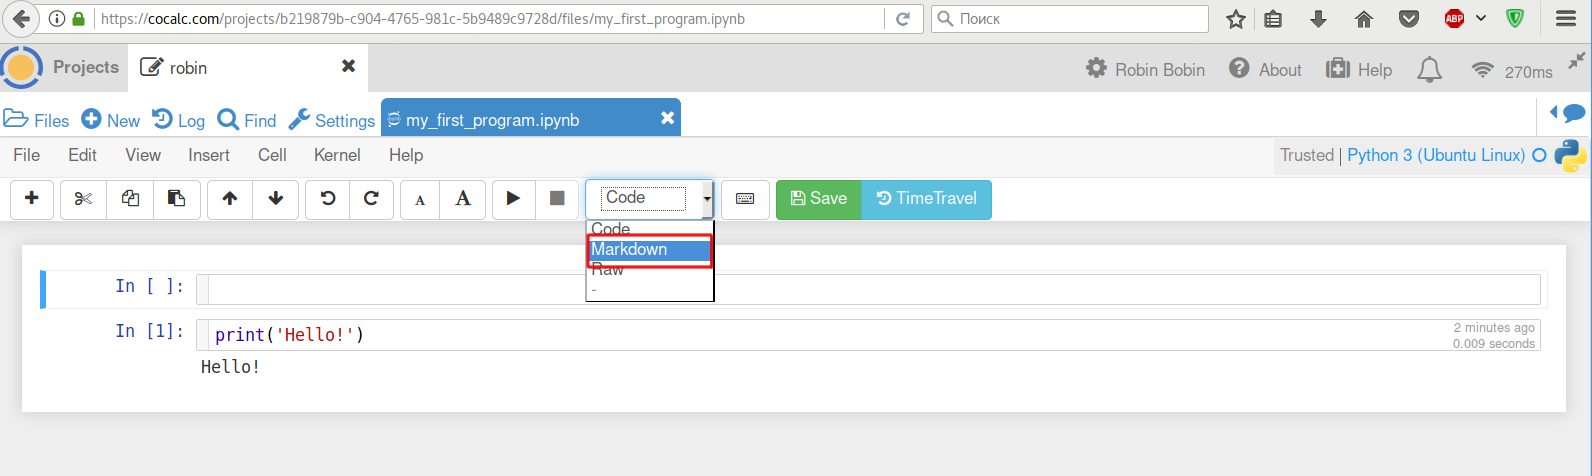 https://cocalc.com/projects/b219879b-c904-4765-981c-5b9489c9728d/files/my_first_program.ipynb
Поиск
ABP
Projects
robin
Robin Bobin
About
Help
270ms
Files
New
Log
Find
Settings
my_first_program.ipynb
File
Edit
View
Insert
Cell
Kernel
Help
Trusted | Python 3 (Ubuntu Linux)
A
A
Code
Save
TimeTravel
Code
Markdown
Raw
-
In [ ]:
In [1]:
print('Hello!')
2 minutes ago
0.009 seconds
Hello!